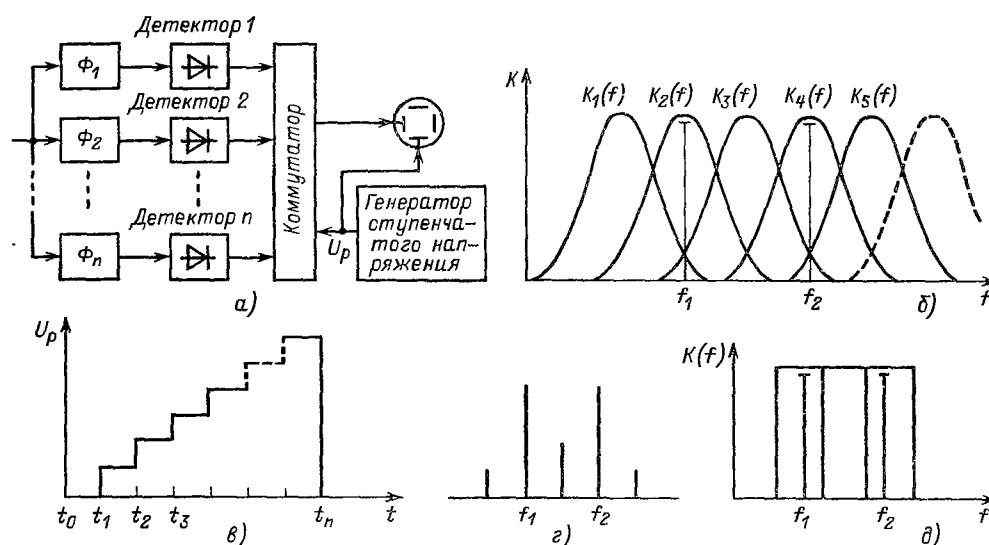 Детектор 1
Ф1
Детектор 2
Ф2
Детектор n
Фn
Коммутатор
Генератор
ступенча-
того нап-
ряжения
Up
а)
K
K1(f)
K2(f)
K3(f)
K4(f)
K5(f)
f1
f2
f
б)
Up
t0
t1
t2
t3
tn
t
в)
f1
f2
г)
K(f)
f1
f2
f
д)